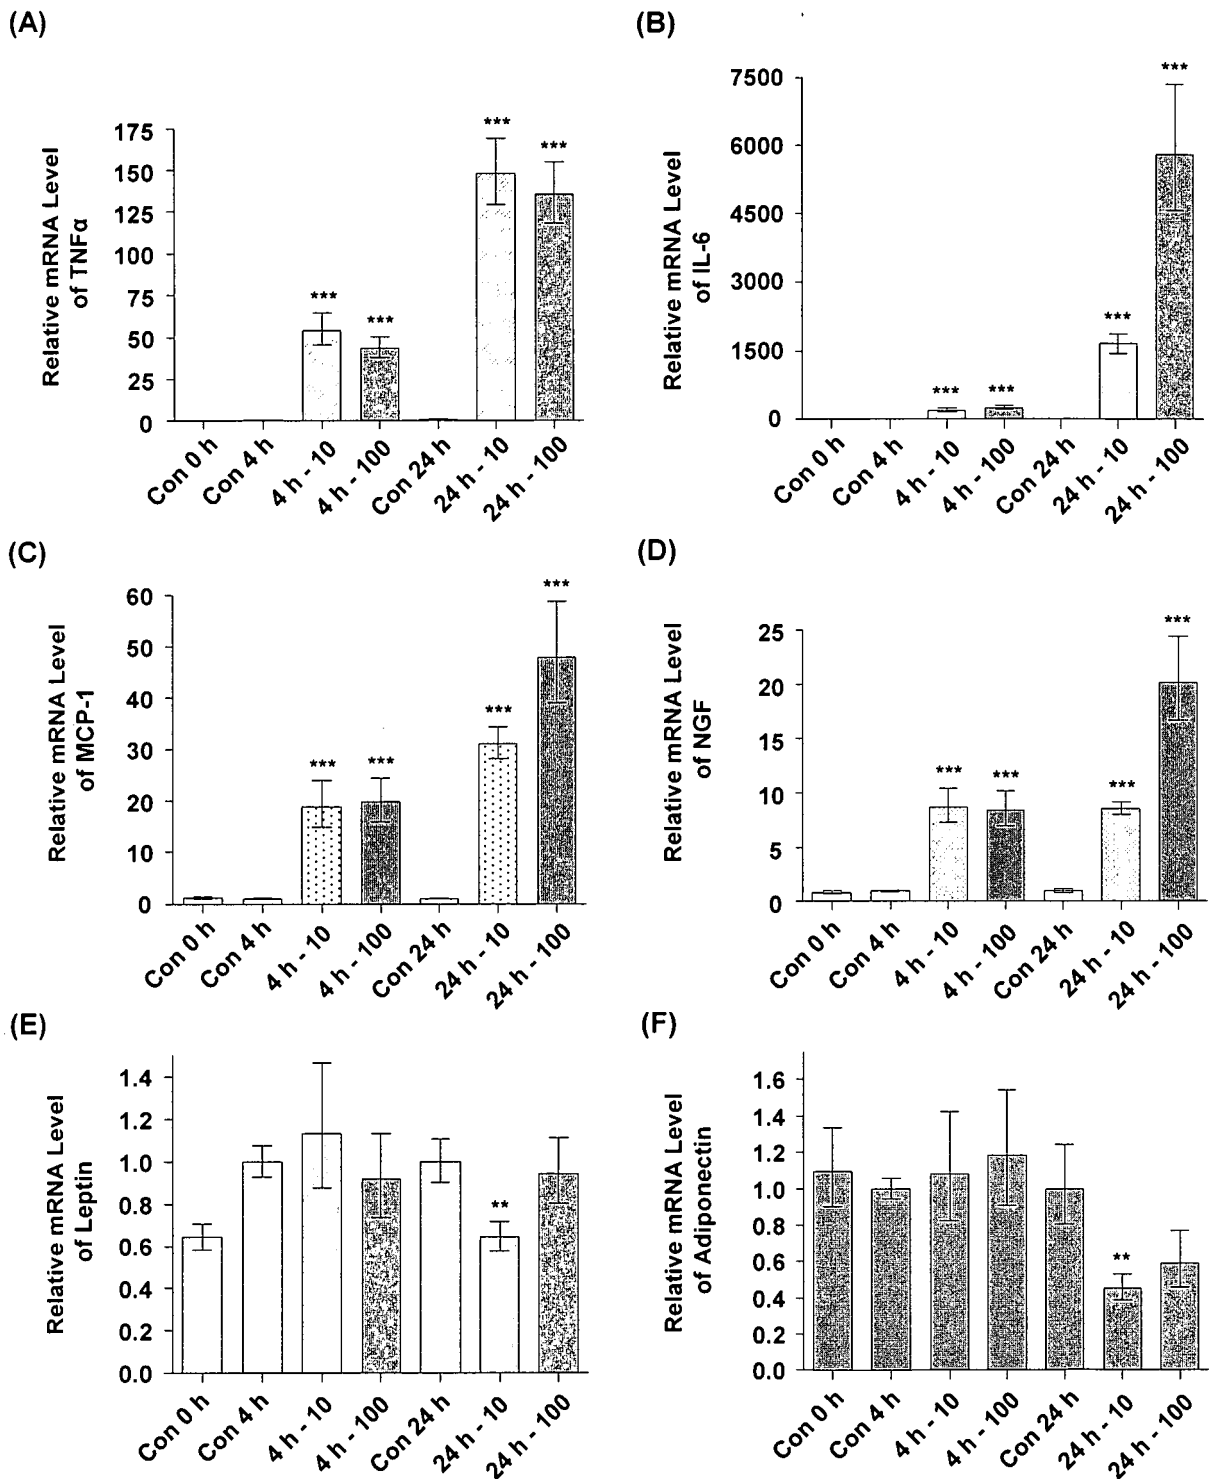 (A)
Relative mRNA Level
of TNFα
175
150
125
100
75
50
25
0
***
***
***
***
Con 0 h
Con 4 h
4 h - 10
4 h - 100
Con 24 h
24 h - 10
24 h - 100
(B)
Relative mRNA Level
of IL-6
7500
6000
4500
3000
1500
0
***
***
***
***
Con 0 h
Con 4 h
4 h - 10
4 h - 100
Con 24 h
24 h - 10
24 h - 100
(C)
Relative mRNA Level
of MCP-1
60
50
40
30
20
10
0
***
***
***
***
Con 0 h
Con 4 h
4 h - 10
4 h - 100
Con 24 h
24 h - 10
24 h - 100
(D)
Relative mRNA Level
of NGF
25
20
15
10
5
0
***
***
***
***
Con 0 h
Con 4 h
4 h - 10
4 h - 100
Con 24 h
24 h - 10
24 h - 100
(E)
Relative mRNA Level
of Leptin
1.4
1.2
1.0
0.8
0.6
0.4
0.2
0.0
**
Con 0 h
Con 4 h
4 h - 10
4 h - 100
Con 24 h
24 h - 10
24 h - 100
(F)
Relative mRNA Level
of Adiponectin
1.6
1.4
1.2
1.0
0.8
0.6
0.4
0.2
0.0
**
Con 0 h
Con 4 h
4 h - 10
4 h - 100
Con 24 h
24 h - 10
24 h - 100